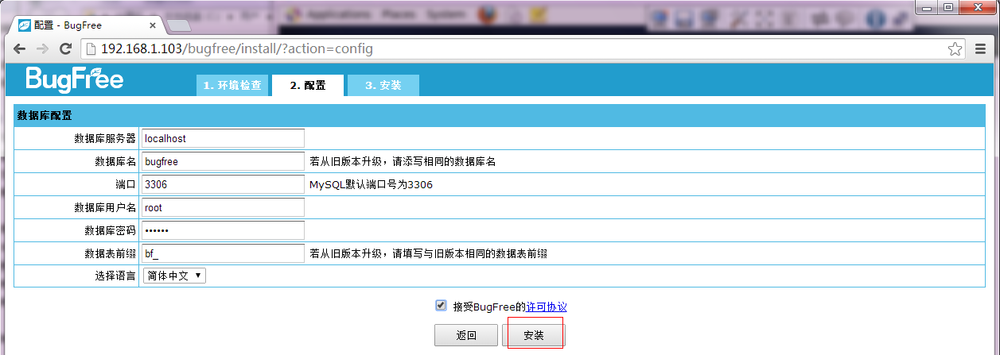 Applications Places System
配置 - BugFree
192.168.1.103/bugfree/install/?action=config
BugFree
1. 环境检查 2. 配置 3. 安装
数据库配置
数据库服务器 localhost
数据库名 bugfree 若从旧版本升级，请添写相同的数据库名
端口 3306 MySQL默认端口号为3306
数据库用户名 root
数据库密码 ••••••
数据表前缀 bf_ 若从旧版本升级，请填写与旧版本相同的数据表前缀
选择语言 简体中文
接受BugFree的许可协议
返回 安装